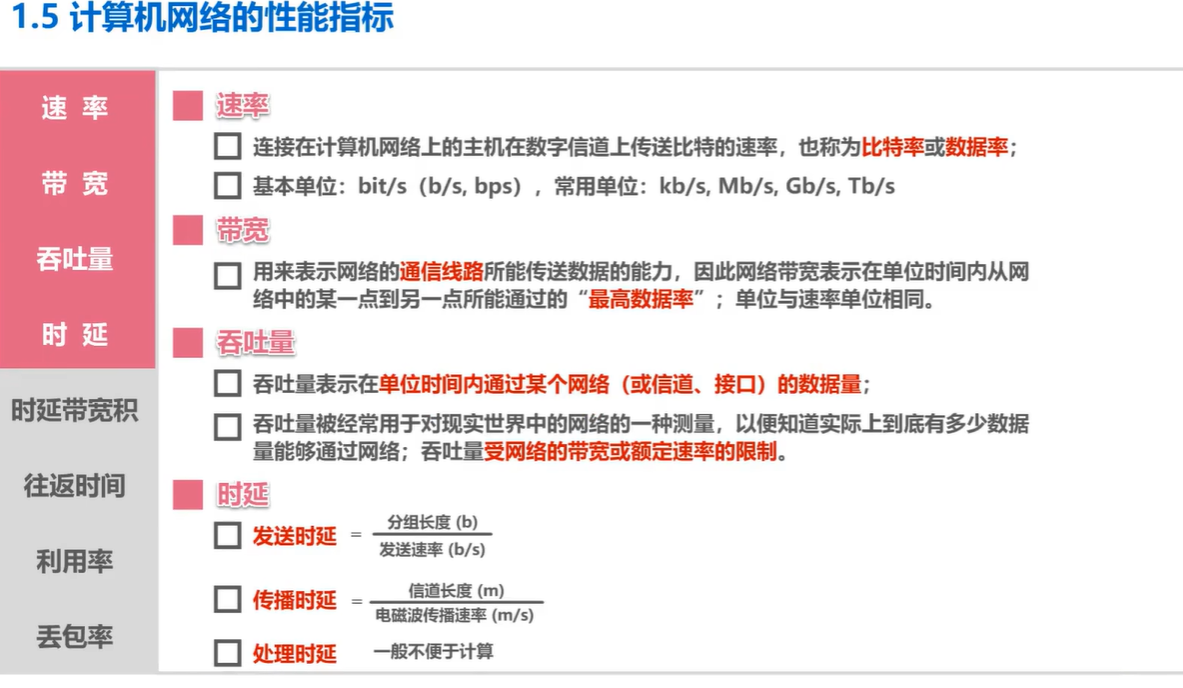 1.5 计算机网络的性能指标
速 率
带 宽
吞吐量
时 延
时延带宽积
往返时间
利用率
丢包率
速率
连接在计算机网络上的主机在数字信道上传送比特的速率，也称为比特率或数据率；
基本单位：bit/s（b/s, bps），常用单位：kb/s, Mb/s, Gb/s, Tb/s
带宽
用来表示网络的通信线路所能传送数据的能力，因此网络带宽表示在单位时间内从网
络中的某一点到另一点所能通过的“最高数据率”；单位与速率单位相同。
吞吐量
吞吐量表示在单位时间内通过某个网络（或信道、接口）的数据量；
吞吐量被经常用于对现实世界中的网络的一种测量，以便知道实际上到底有多少数据
量能够通过网络；吞吐量受网络的带宽或额定速率的限制。
时延
发送时延 =
分组长度 (b)
发送速率 (b/s)
传播时延 =
信道长度 (m)
电磁波传播速率 (m/s)
处理时延 一般不便于计算